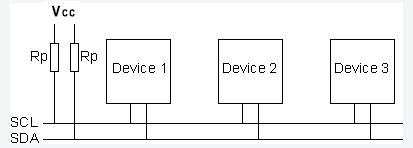 Vcc
Rp Rp Device 1 Device 2 Device 3
SCL
SDA